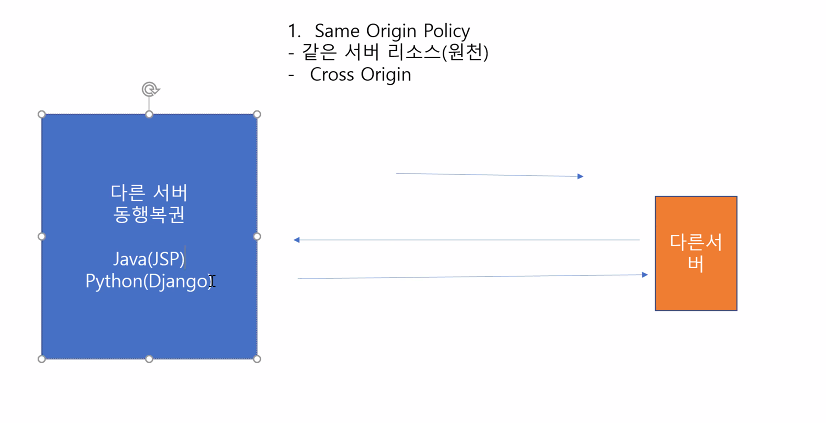 1. Same Origin Policy
- 같은 서버 리소스(원천)
- Cross Origin
다른 서버
동행복권
Java(JSP)
Python(Django)
다른서
버